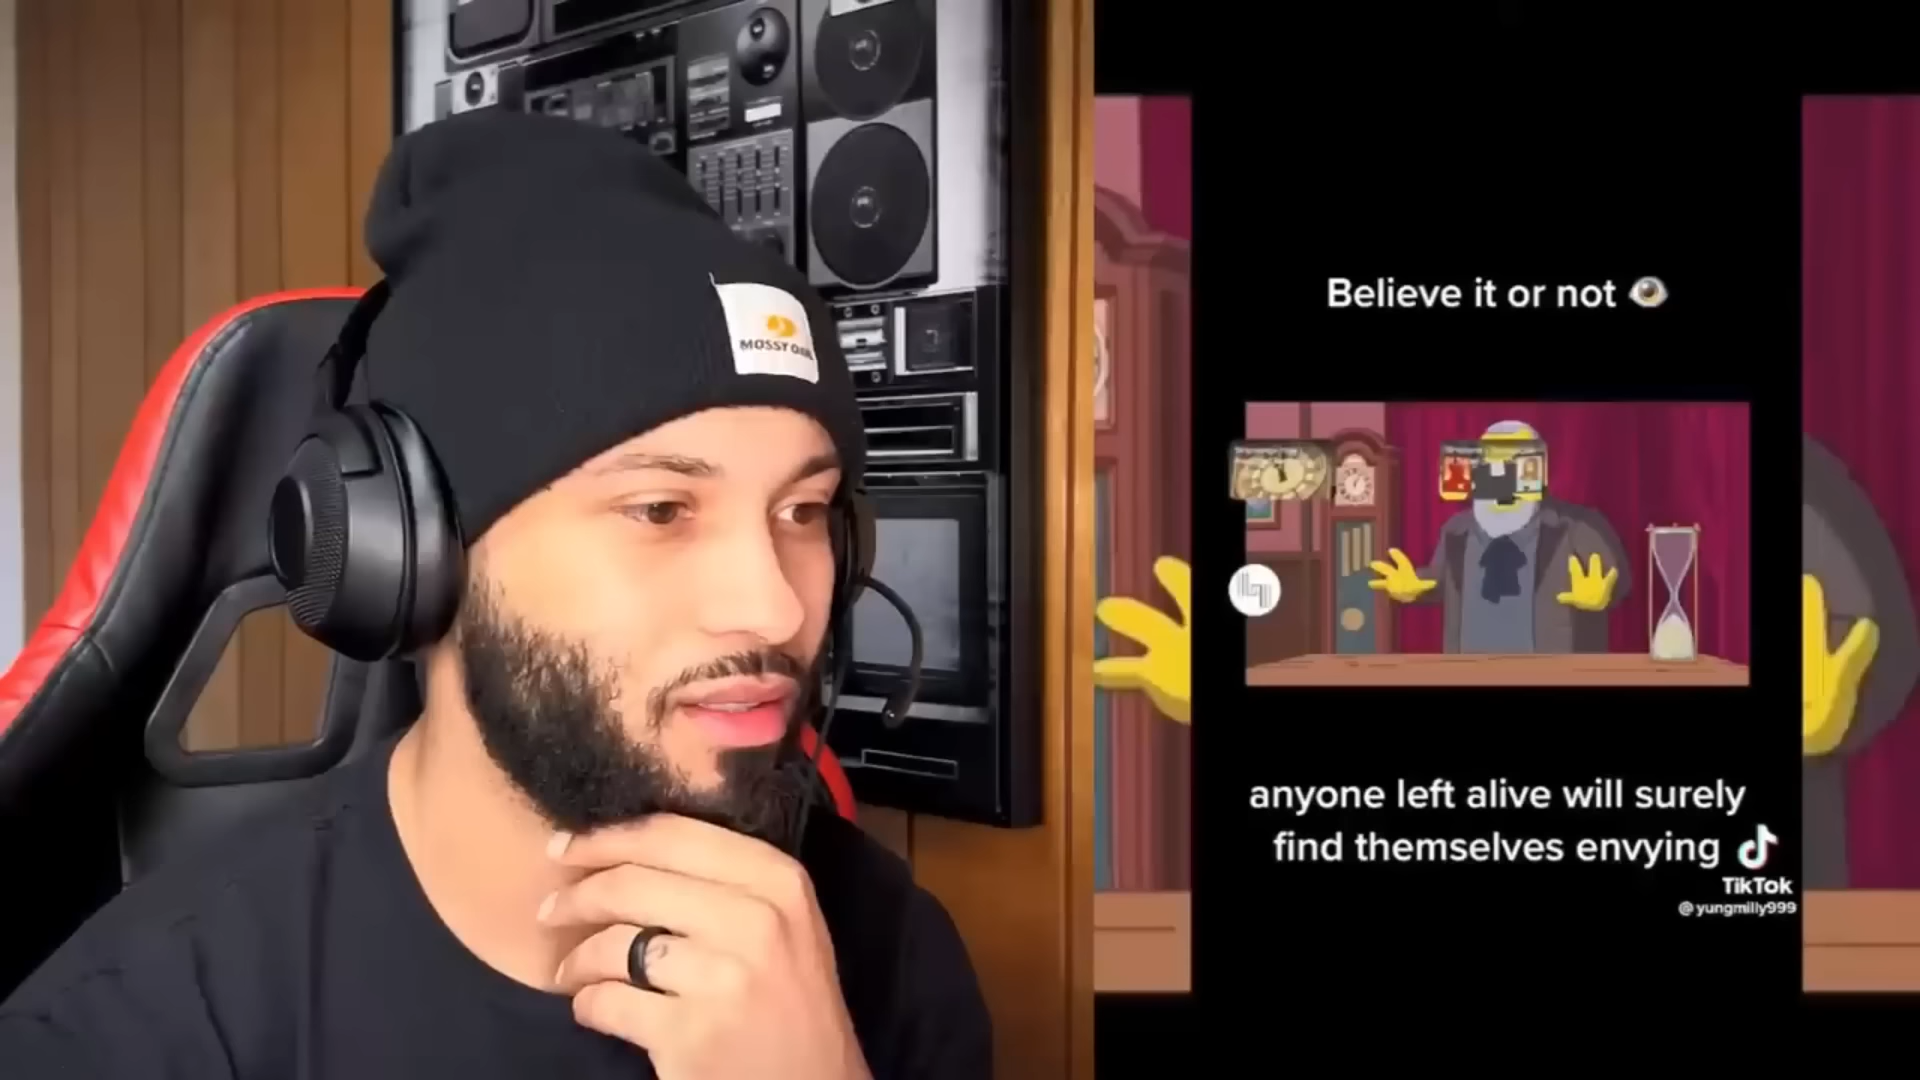 MOSSY OAK
Believe it or not 👁️
anyone left alive will surely
find themselves envying
TikTok
@yungmilly999